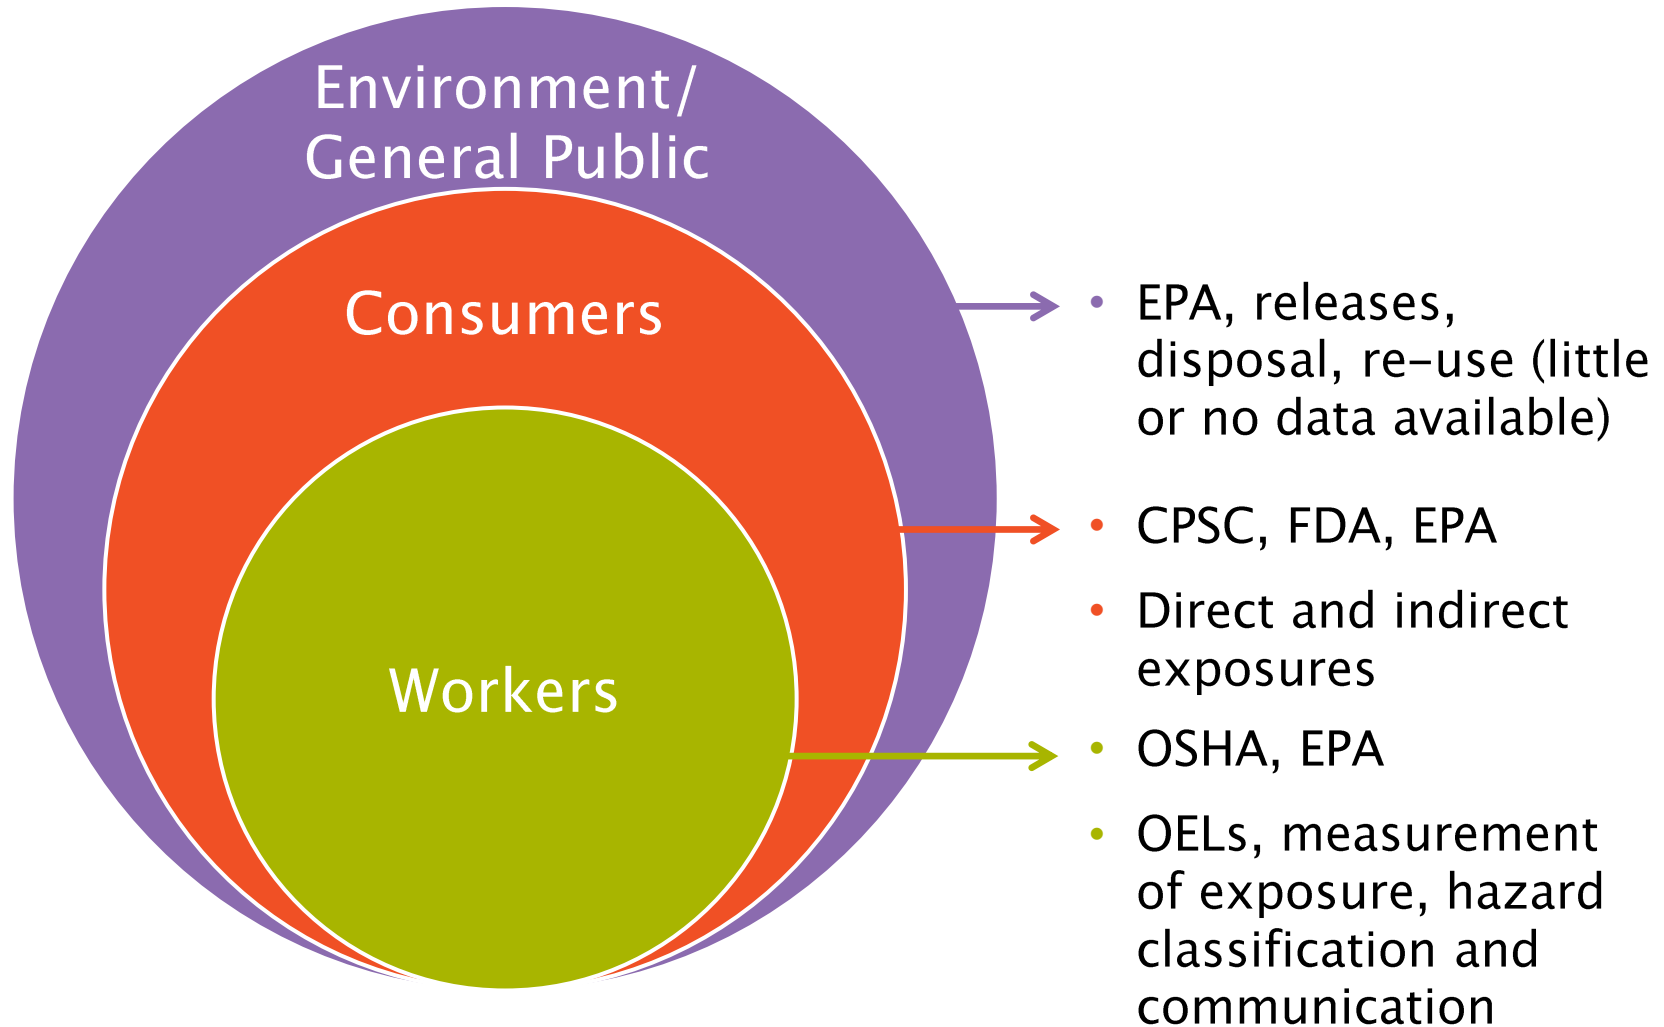 Environment/
General Public
Consumers
Workers
• EPA, releases,
disposal, re-use (little
or no data available)
• CPSC, FDA, EPA
• Direct and indirect
exposures
• OSHA, EPA
• OELs, measurement
of exposure, hazard
classification and
communication